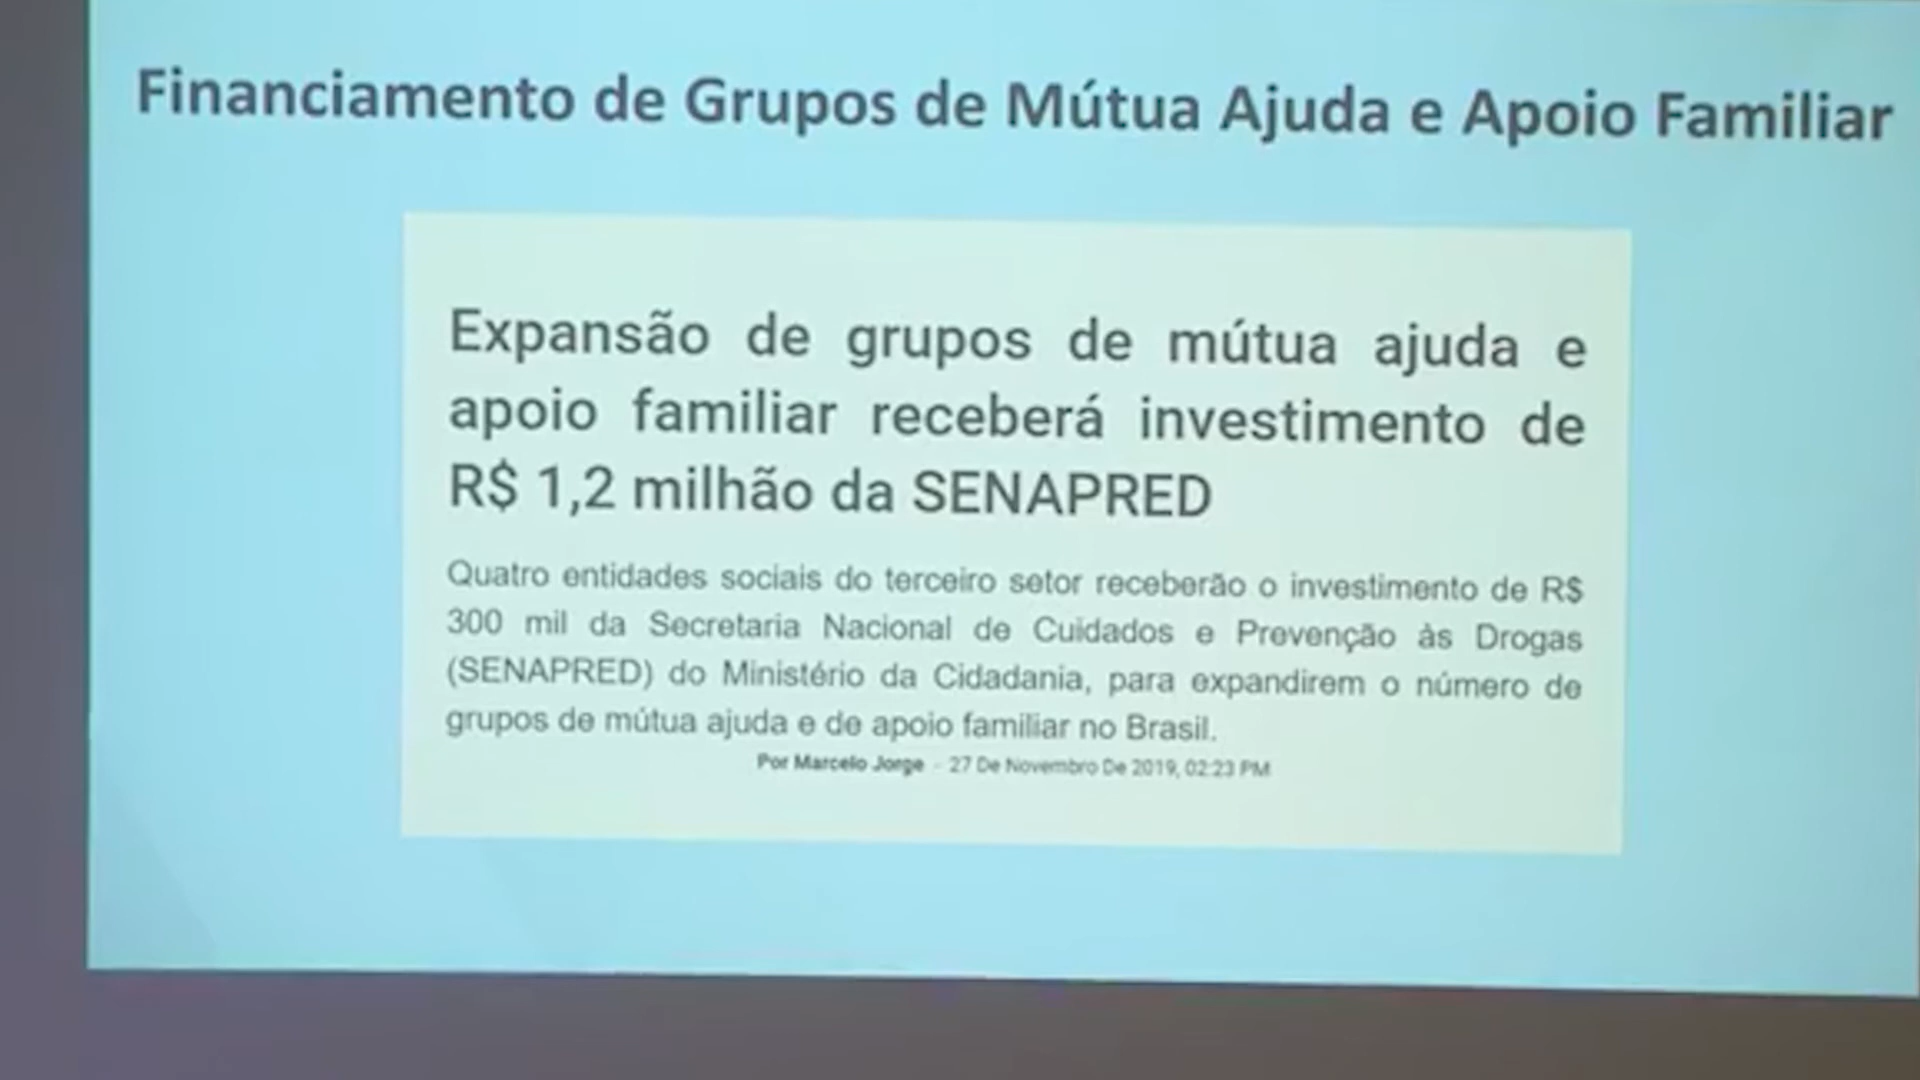 Financiamento de Grupos de Mútua Ajuda e Apoio Familiar
Expansão de grupos de mútua ajuda e
apoio familiar receberá investimento de
R$ 1,2 milhão da SENAPRED
Quatro entidades sociais do terceiro setor receberão o investimento de R$
300 mil da Secretaria Nacional de Cuidados e Prevenção às Drogas
(SENAPRED) do Ministério da Cidadania, para expandirem o número de
grupos de mútua ajuda e de apoio familiar no Brasil.
Por Marcelo Jorge - 27 De Novembro De 2019, 02:23 PM